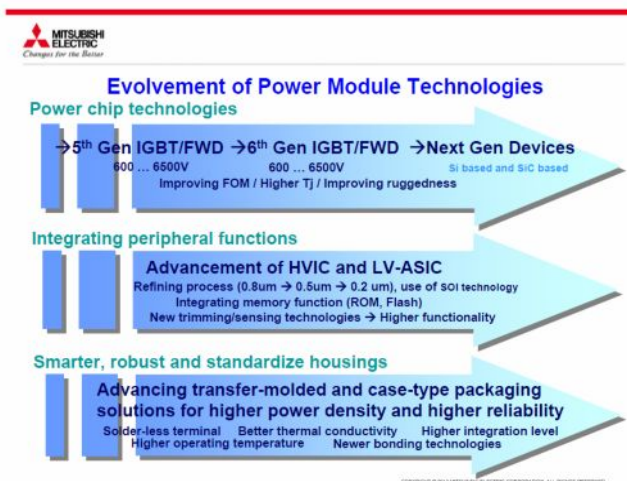 MITSUBISHI
ELECTRIC
Changes for the Better
Evolvement of Power Module Technologies
Power chip technologies
→5th Gen IGBT/FWD →6th Gen IGBT/FWD →Next Gen Devices
600 ... 6500V 600 ... 6500V Si based and SiC based
Improving FOM / Higher Tj / Improving ruggedness
Integrating peripheral functions
Advancement of HVIC and LV-ASIC
Refining process (0.8um → 0.5um → 0.2 um), use of SOI technology
Integrating memory function (ROM, Flash)
New trimming/sensing technologies → Higher functionality
Smarter, robust and standardize housings
Advancing transfer-molded and case-type packaging
solutions for higher power density and higher reliability
Solder-less terminal Better thermal conductivity Higher integration level
Higher operating temperature Newer bonding technologies